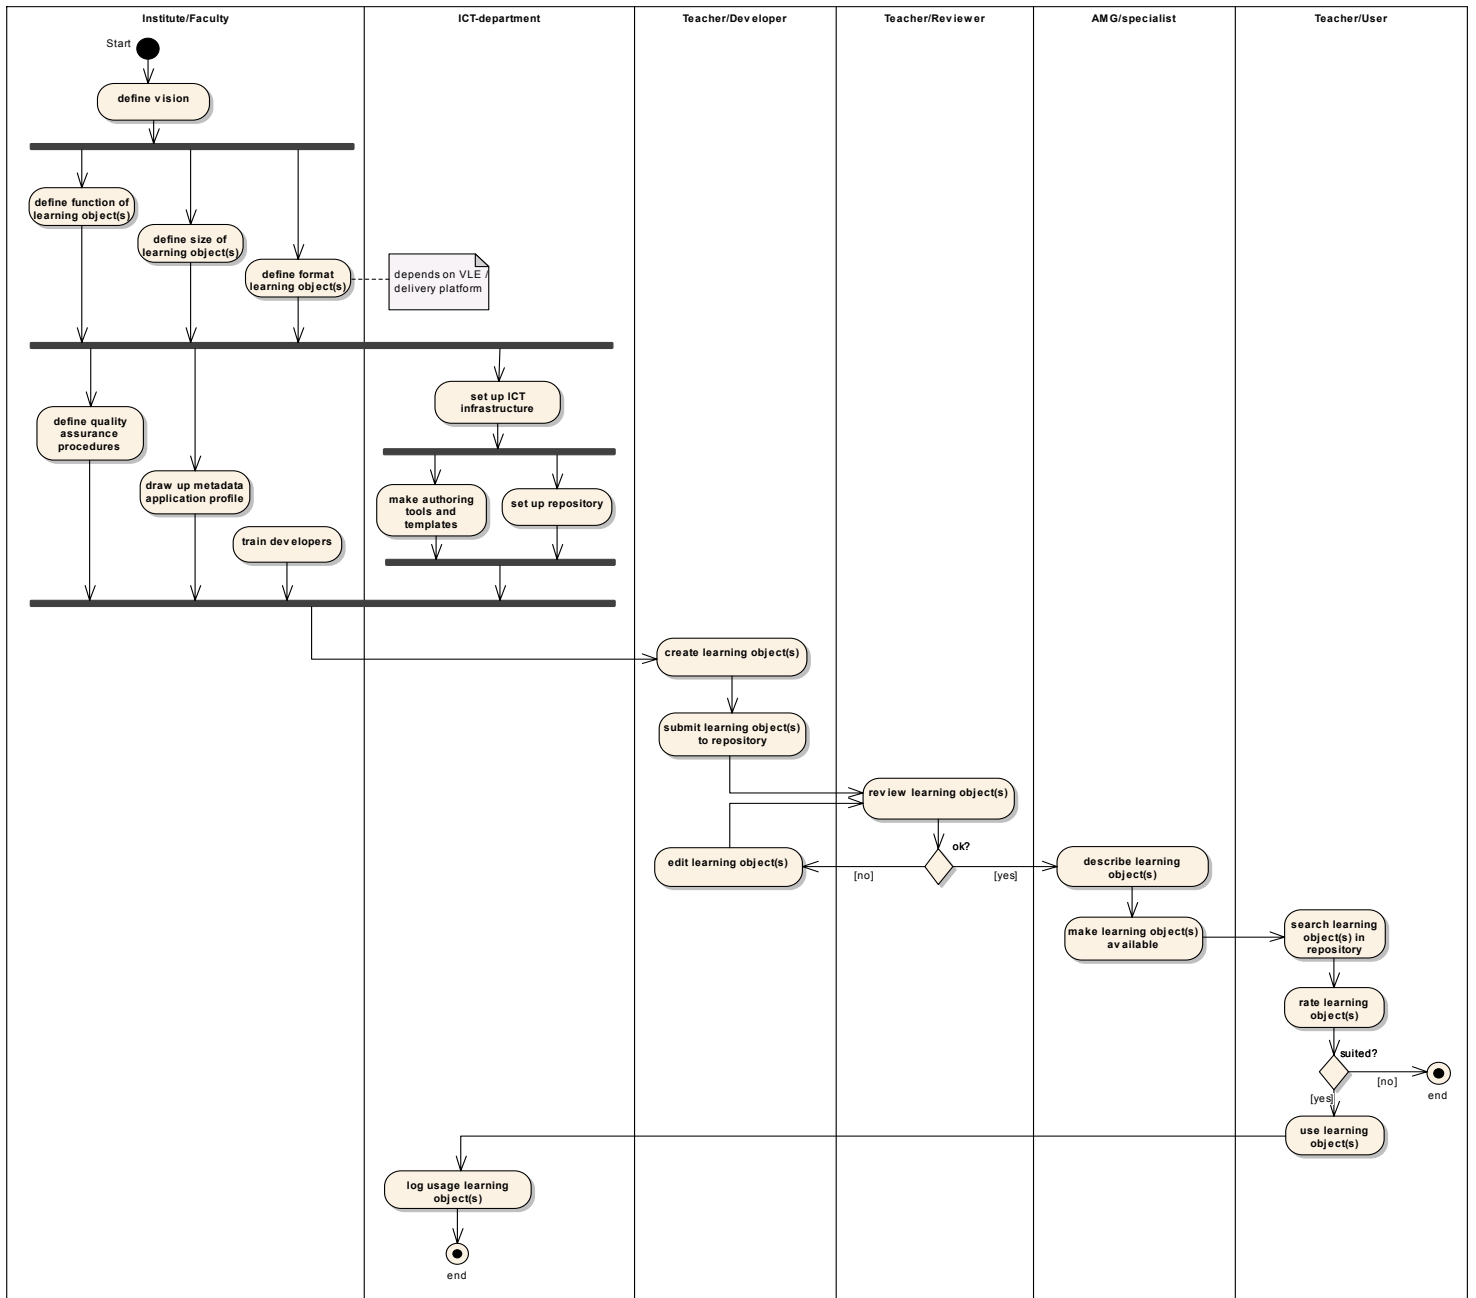 Institute/Faculty
ICT-department
Teacher/Developer
Teacher/Reviewer
AMG/specialist
Teacher/User
Start
define vision
define function of
learning object(s)
define size of
learning object(s)
define format
learning object(s)
depends on VLE /
delivery platform
set up ICT
infrastructure
define quality
assurance
procedures
draw up metadata
application profile
make authoring
tools and
templates
set up repository
train developers
create learning object(s)
submit learning object(s)
to repository
review learning object(s)
ok?
edit learning object(s)
[no]
[yes]
describe learning
object(s)
make learning object(s)
available
search learning
object(s) in
repository
rate learning
object(s)
suited?
[no]
end
[yes]
use learning
object(s)
log usage learning
object(s)
end